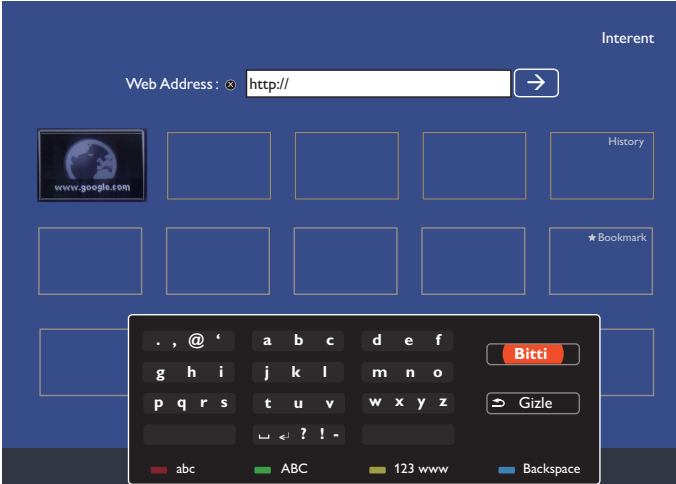 Interent
Web Address : http://
www.google.com
History
★Bookmark
. , @ ‘ a b c d e f
Bitti
g h i j k l m n o
p q r s t u v w x y z
Gizle
␣ ↵ ? ! -
abc ABC 123 www Backspace